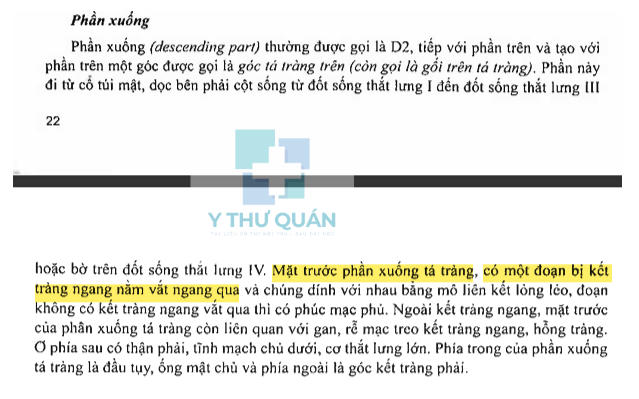 Phần xuống
Phần xuống (descending part) thường được gọi là D2, tiếp với phần trên và tạo với
phần trên một góc được gọi là góc tá tràng trên (còn gọi là gối trên tá tràng). Phần này
đi từ cổ túi mật, dọc bên phải cột sống từ đốt sống thắt lưng I đến đốt sống thắt lưng III
22
Y THƯ QUÁN
hoặc bờ trên đốt sống thắt lưng IV. Mặt trước phần xuống tá tràng, có một đoạn bị kết
tràng ngang nằm vắt ngang qua và chúng dính với nhau bằng mô liên kết lỏng lẻo, đoạn
không có kết tràng ngang vắt qua thì có phúc mạc phủ. Ngoài kết tràng ngang, mặt trước
của phần xuống tá tràng còn liên quan với gan, rễ mạc treo kết tràng ngang, hỗng tràng.
Ở phía sau có thận phải, tĩnh mạch chủ dưới, cơ thắt lưng lớn. Phía trong của phần xuống
tá tràng là đầu tụy, ống mật chủ và phía ngoài là góc kết tràng phải.